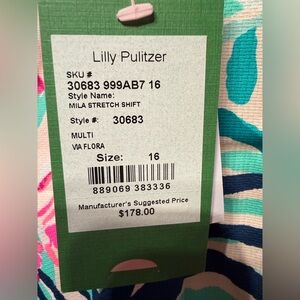 Lilly Pulitzer
SKU #
30683 999AB7 16
Style Name:
MILA STRETCH SHIFT
Style #: 30683
MULTI
VIA FLORA
Size: 16
889069 383336
Manufacturer's Suggested Price
$178.00